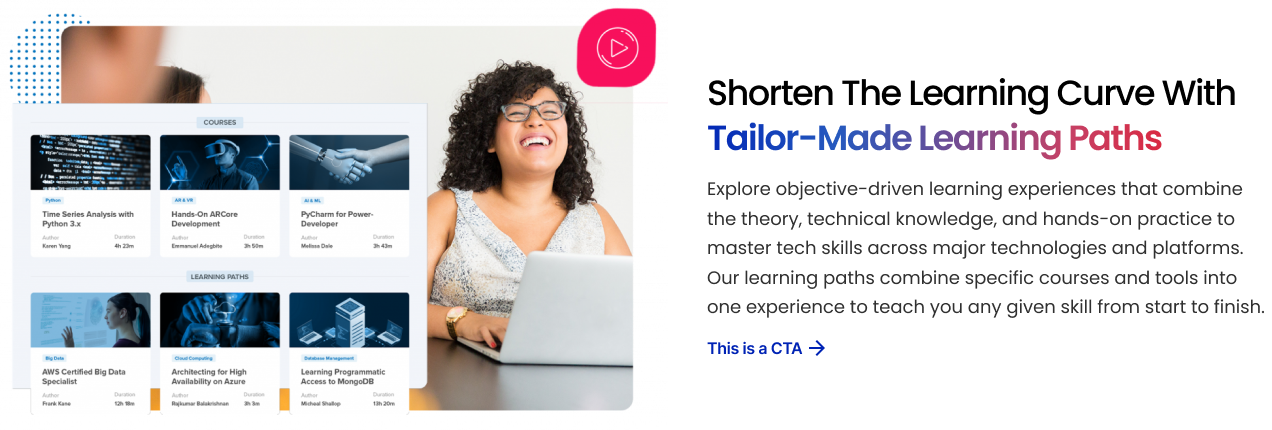 COURSES
Python
Time Series Analysis with
Python 3.x
Author Duration
Karen Yang 4h 23m
AR & VR
Hands-On ARCore
Development
Author Duration
Emmanuel Adegbite 3h 50m
AI & ML
PyCharm for Power-
Developer
Author Duration
Melissa Dale 3h 43m
LEARNING PATHS
Big Data
AWS Certified Big Data
Specialist
Author Duration
Frank Kane 12h 18m
Cloud Computing
Architecting for High
Availability on Azure
Author Duration
Rajkumar Balakrishnan 3h 3m
Database Management
Learning Programmatic
Access to MongoDB
Author Duration
Micheal Shallop 13h 20m
Shorten The Learning Curve With
Tailor-Made Learning Paths
Explore objective-driven learning experiences that combine
the theory, technical knowledge, and hands-on practice to
master tech skills across major technologies and platforms.
Our learning paths combine specific courses and tools into
one experience to teach you any given skill from start to finish.
This is a CTA